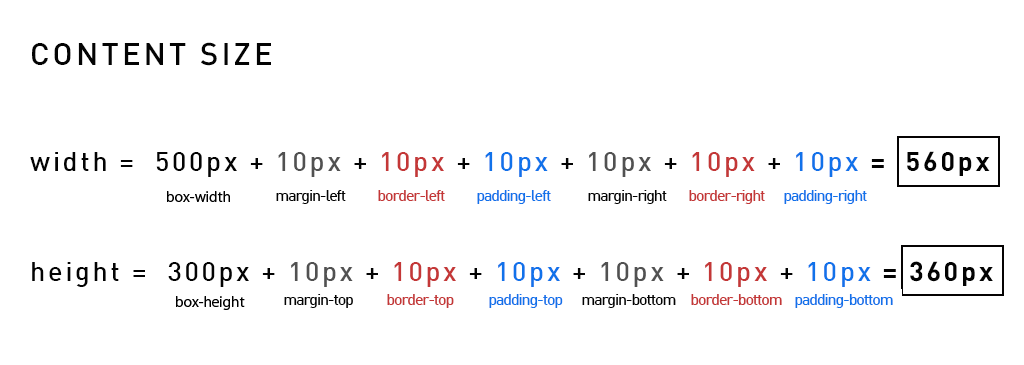 CONTENT SIZE
width = 500px + 10px + 10px + 10px + 10px + 10px + 10px = 560px
box-width margin-left border-left padding-left margin-right border-right padding-right
height = 300px + 10px + 10px + 10px + 10px + 10px + 10px = 360px
box-height margin-top border-top padding-top margin-bottom border-bottom padding-bottom